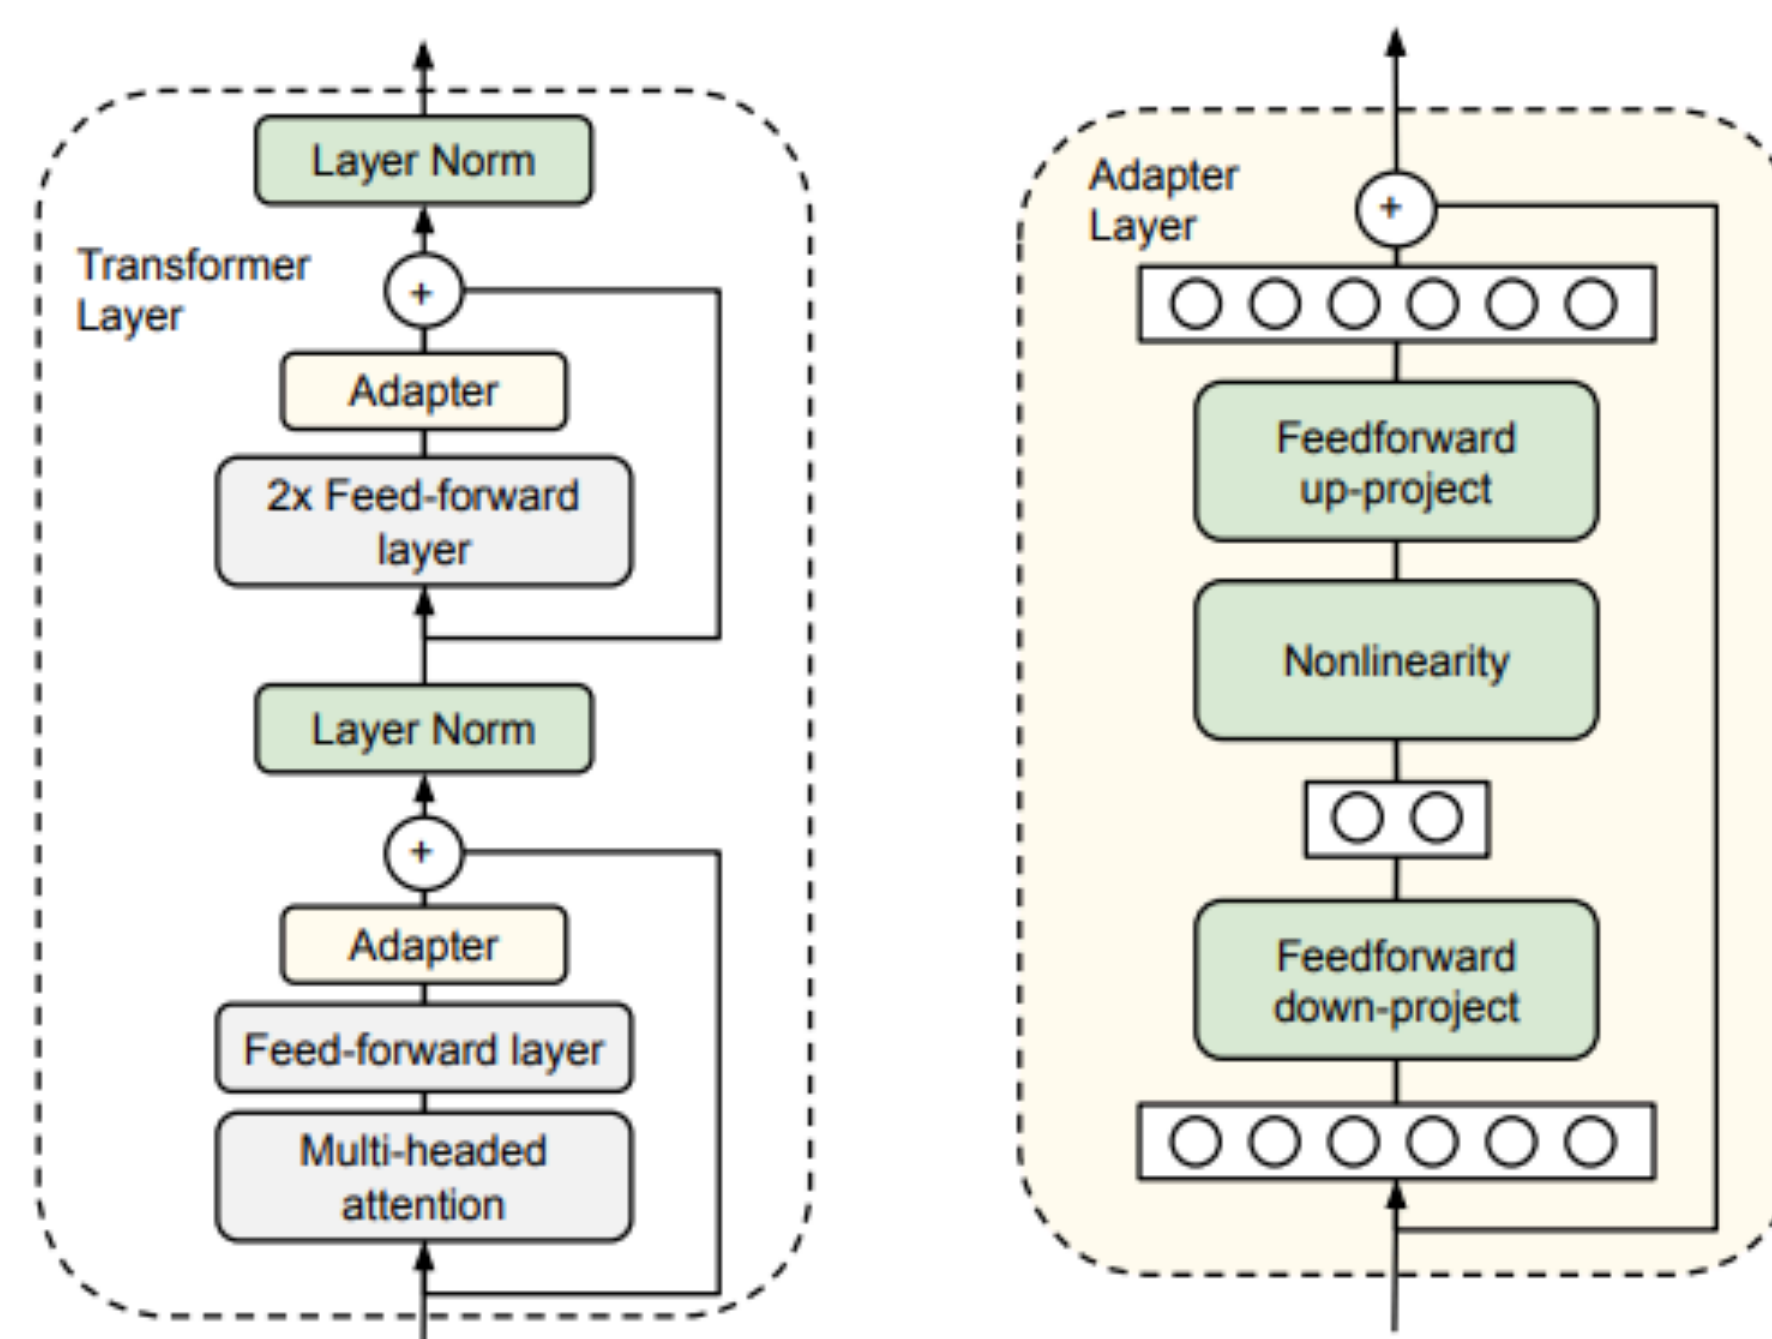 Layer Norm
Transformer
Layer
+
Adapter
2x Feed-forward
layer
Layer Norm
+
Adapter
Feed-forward layer
Multi-headed
attention
Adapter
Layer
+
Feedforward
up-project
Nonlinearity
Feedforward
down-project